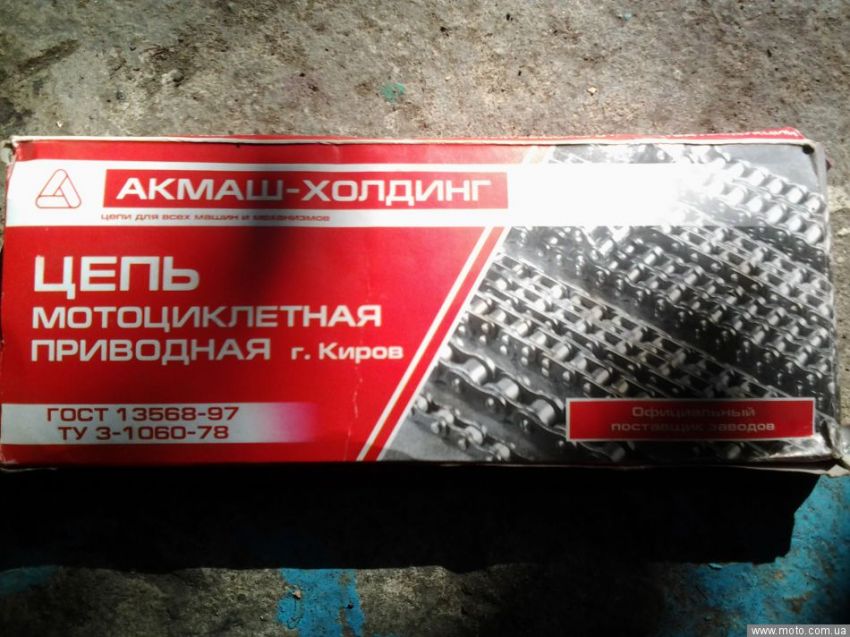 АКМАШ-ХОЛДИНГ
цепи для всех машин и механизмов
ЦЕПЬ
МОТОЦИКЛЕТНАЯ
ПРИВОДНАЯ г. Киров
ГОСТ 13568-97
ТУ 3-1060-78
Официальный
поставщик заводов
www.moto.com.ua